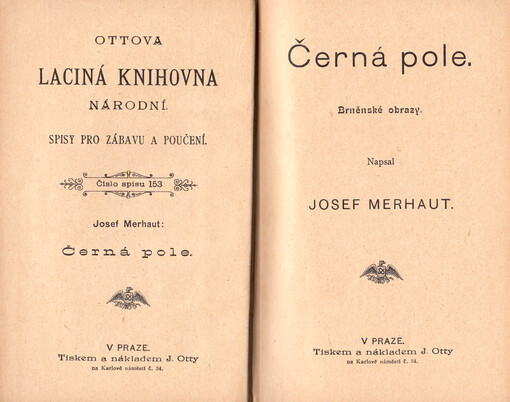 OTTOVA
LACINÁ KNIHOVNA
NÁRODNÍ.
SPISY PRO ZÁBAVU A POUČENÍ.
Číslo spisu 153
Josef Merhaut:
Černá pole.
V PRAZE.
Tiskem a nákladem J. Otty
na Karlově náměstí č. 34.
Černá pole.
Brněnské obrazy.
Napsal
JOSEF MERHAUT.
V PRAZE.
Tiskem a nákladem J. Otty
na Karlově náměstí č. 34.